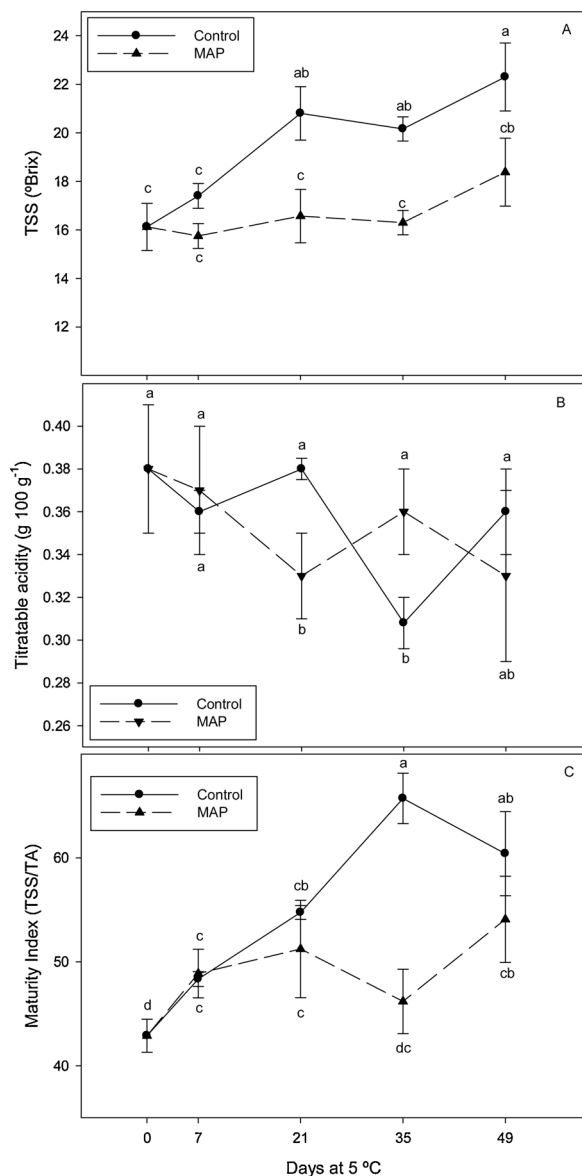 A
Control
MAP
24
22
20
18
16
14
12
TSS (ºBrix)
c
c
c
ab
c
ab
c
a
cb
B
0.40
0.38
0.36
0.34
0.32
0.30
0.28
0.26
Titratable acidity (g 100 g-1)
a
a
a
a
b
a
b
a
ab
Control
MAP
C
Control
MAP
60
50
40
Maturity Index (TSS/TA)
d
c
c
cb
c
a
dc
ab
cb
0 7 21 35 49
Days at 5 ºC